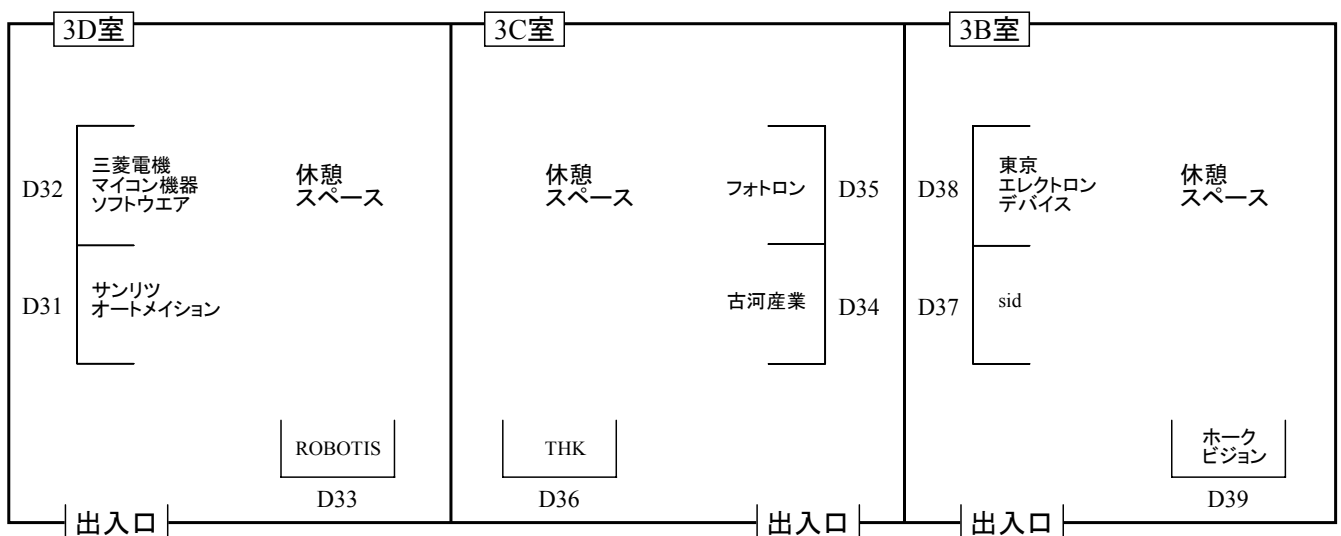 3D室
3C室
3B室
D32
三菱電機
マイコン機器
ソフトウエア
休憩
スペース
休憩
スペース
フォトロン
D35
D38
東京
エレクトロン
デバイス
休憩
スペース
D31
サンリツ
オートメイション
古河産業
D34
D37
sid
ROBOTIS
D33
THK
D36
ホーク
ビジョン
D39
出入口
出入口
出入口